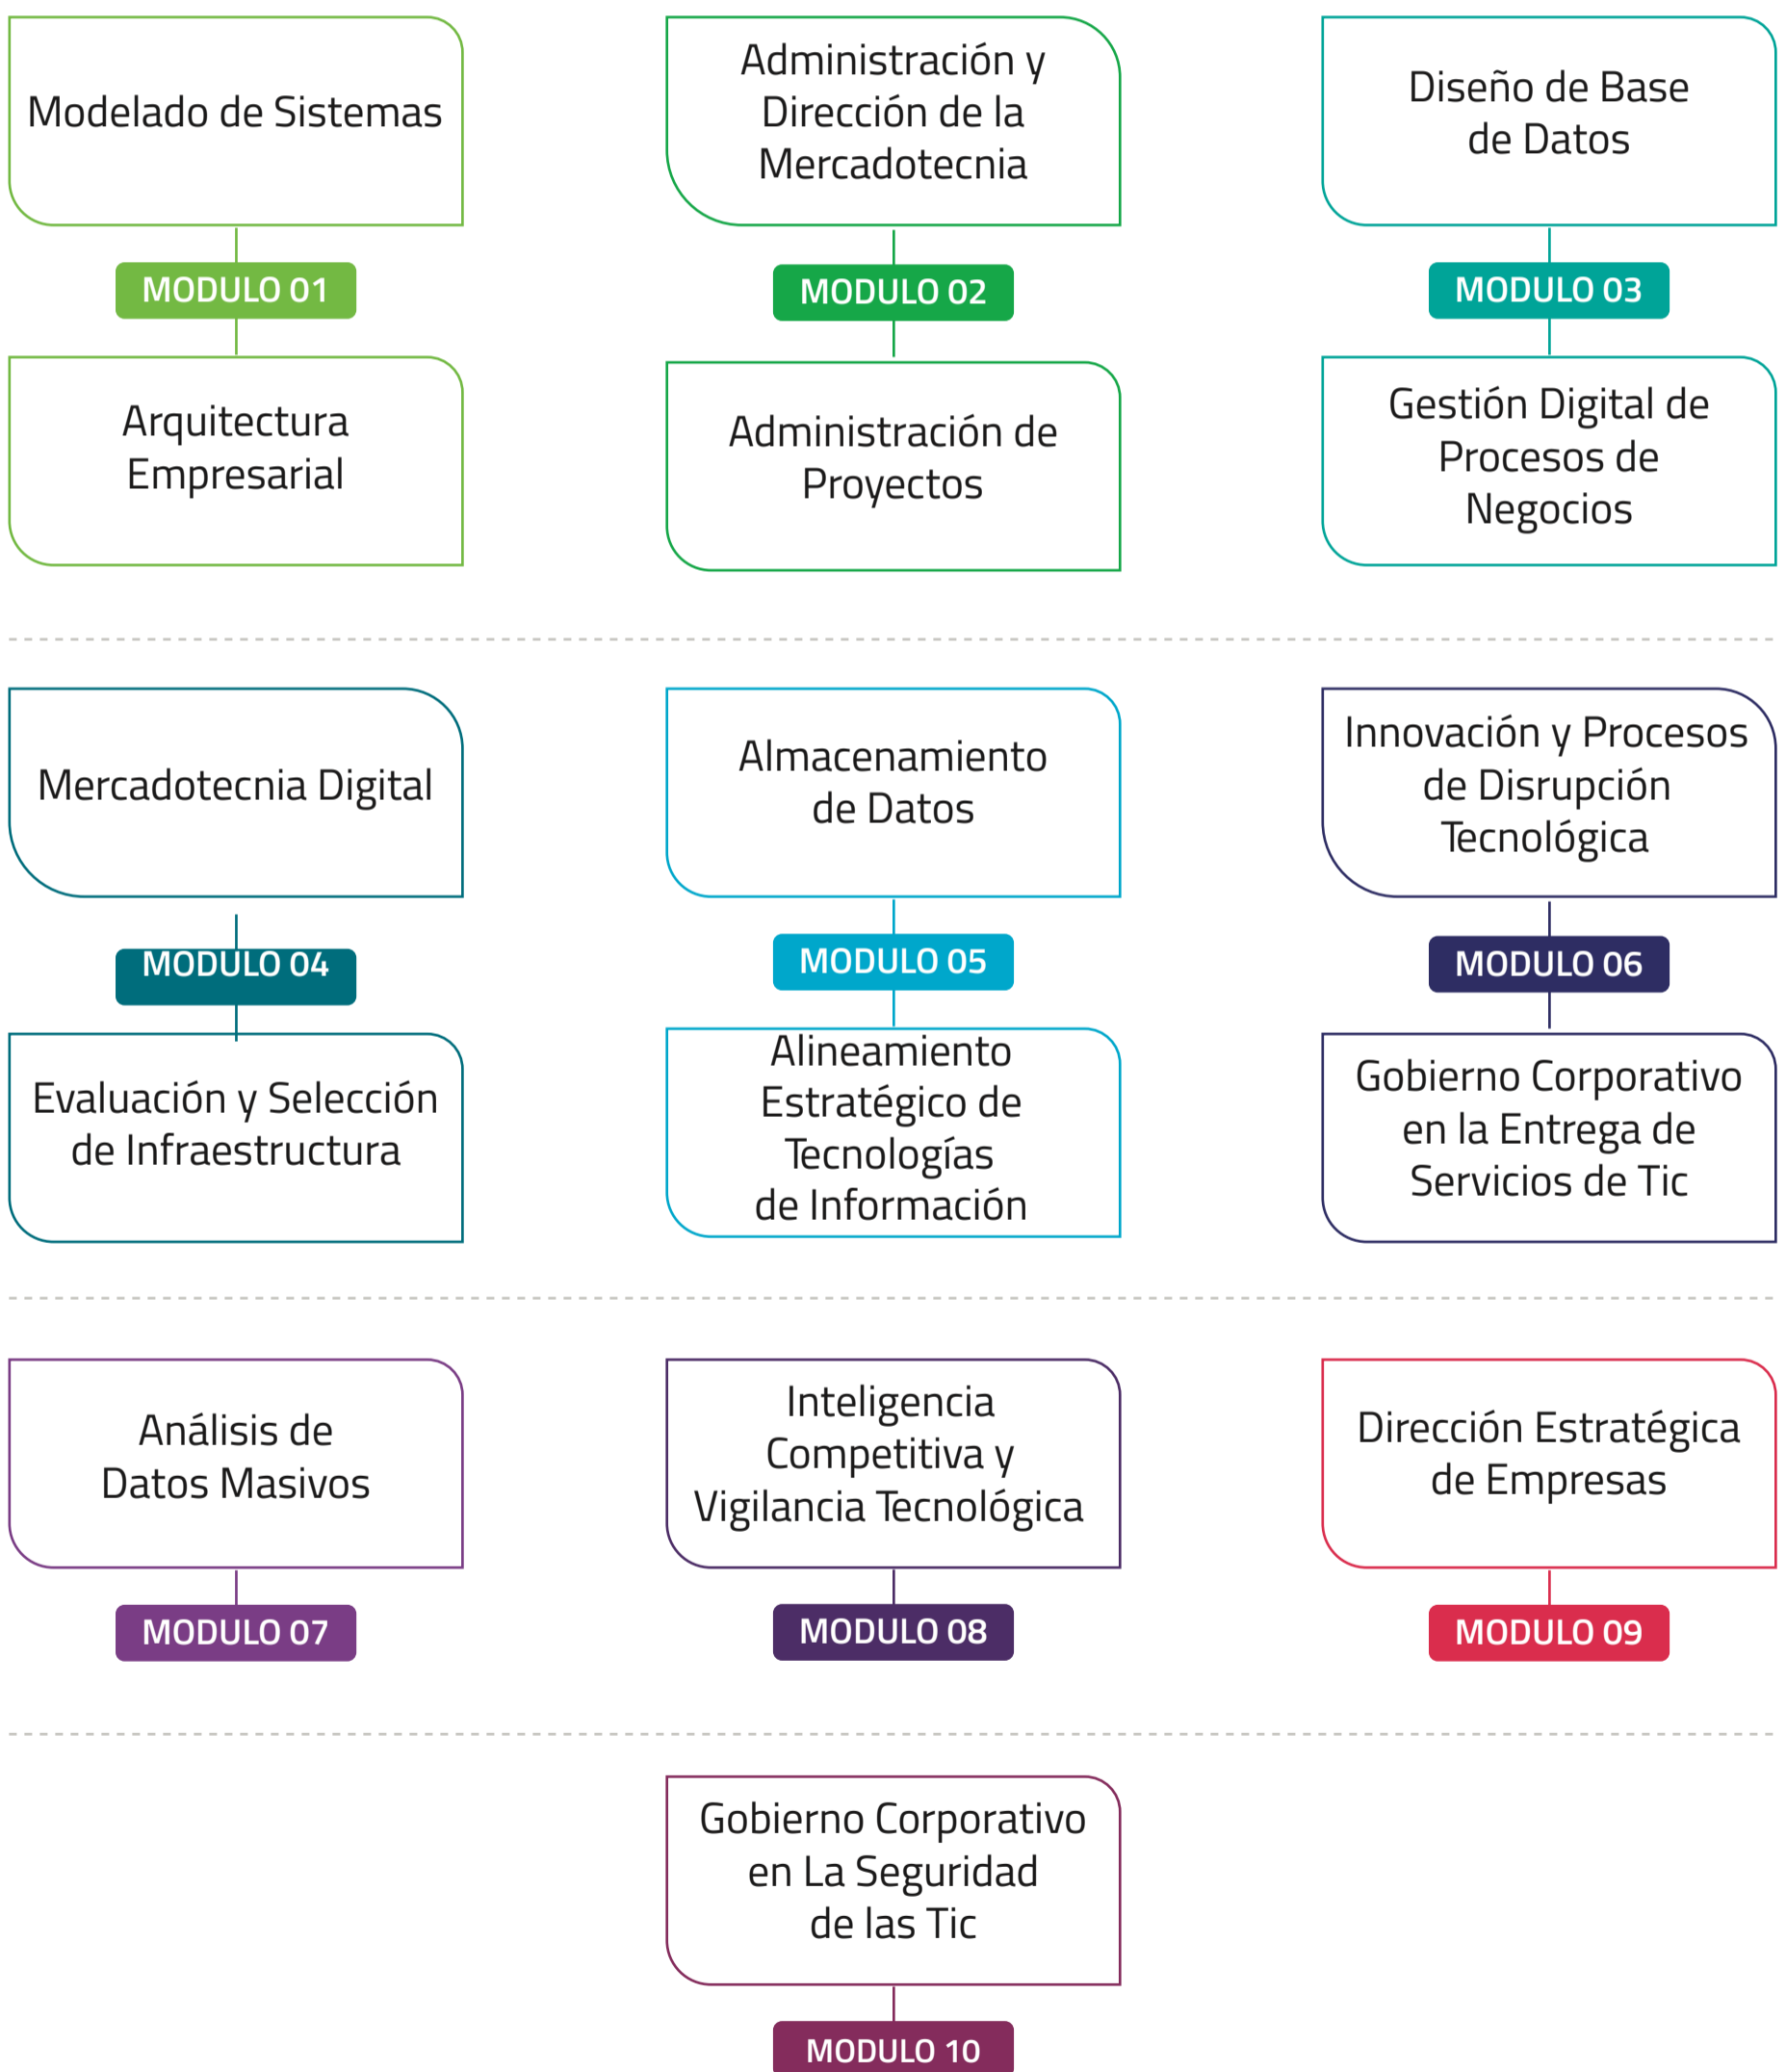 Modelado de Sistemas
MODULO 01
Arquitectura
Empresarial
Administración y
Dirección de la
Mercadotecnia
MODULO 02
Administración de
Proyectos
Diseño de Base
de Datos
MODULO 03
Gestión Digital de
Procesos de
Negocios
Mercadotecnia Digital
MODULO 04
Evaluación y Selección
de Infraestructura
Almacenamiento
de Datos
MODULO 05
Alineamiento
Estratégico de
Tecnologías
de Información
Innovación y Procesos
de Disrupción
Tecnológica
MODULO 06
Gobierno Corporativo
en la Entrega de
Servicios de Tic
Análisis de
Datos Masivos
MODULO 07
Inteligencia
Competitiva y
Vigilancia Tecnológica
MODULO 08
Dirección Estratégica
de Empresas
MODULO 09
Gobierno Corporativo
en La Seguridad
de las Tic
MODULO 10